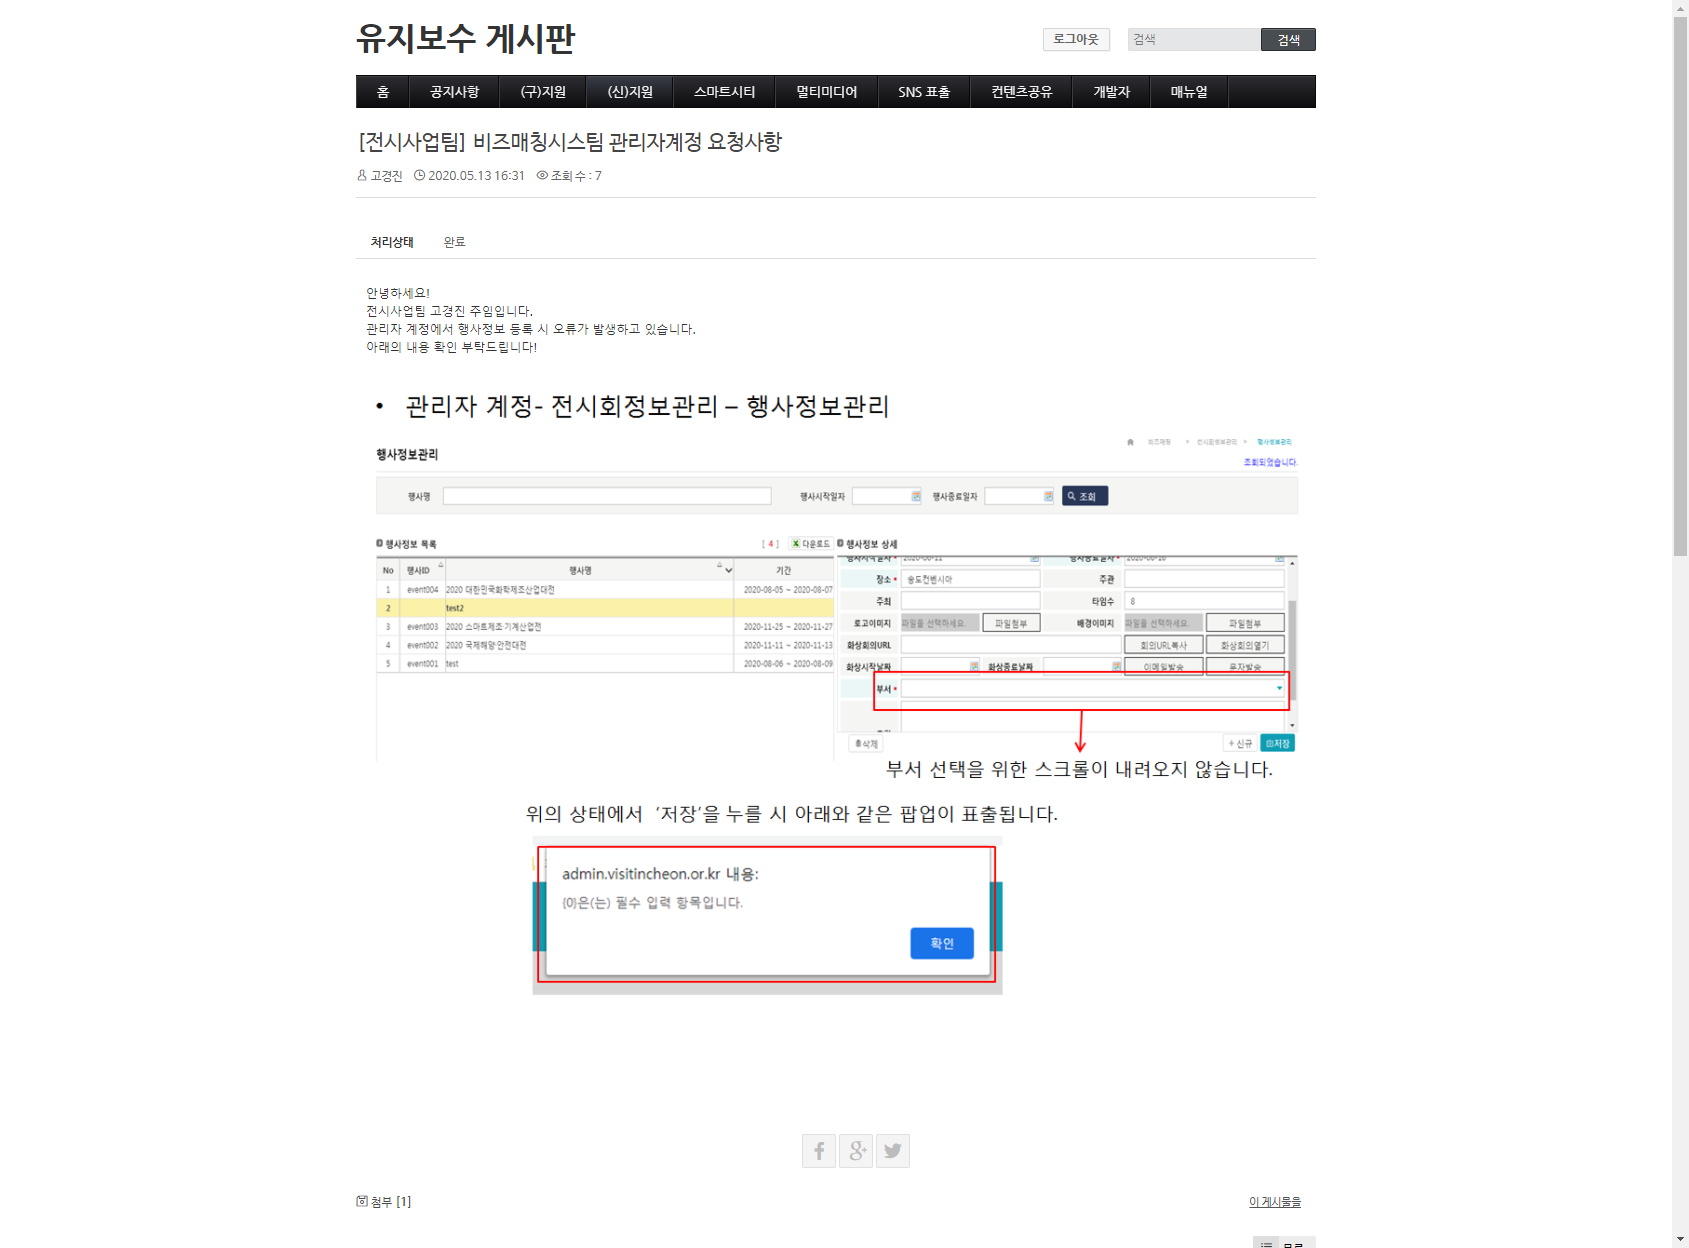 유지보수 게시판
로그아웃
검색
검색
홈 공지사항 (구)지원 (신)지원 스마트시티 멀티미디어 SNS 표출 컨텐츠공유 개발자 매뉴얼
[전시사업팀] 비즈매칭시스팀 관리자계정 요청사항
고경진 2020.05.13 16:31 조회 수 : 7
처리상태 완료
안녕하세요!
전시사업팀 고경진 주임입니다.
관리자 계정에서 행사정보 등록 시 오류가 발생하고 있습니다.
아래의 내용 확인 부탁드립니다!
• 관리자 계정- 전시회정보관리 – 행사정보관리
비즈매칭 > 전시회정보관리 > 행사정보관리
행사정보관리
조회되었습니다.
행사명 행사시작일자 행사종료일자 조회
행사정보 목록 [ 4 ] 다운로드
No 행사ID 행사명 기간
1 event004 2020 대한민국화학제조산업대전 2020-08-05 ~ 2020-08-07
2 test2
3 event003 2020 스마트제조·기계산업전 2020-11-25 ~ 2020-11-27
4 event002 2020 국제해양·안전대전 2020-11-11 ~ 2020-11-13
5 event001 test 2020-08-06 ~ 2020-08-09
행사정보 상세
장소 * 송도컨벤시아 주관
주최 타임수 8
로고이미지 파일을 선택하세요. 파일첨부 배경이미지 파일을 선택하세요. 파일첨부
화상회의URL 회의URL복사 화상회의열기
화상시작날짜 화상종료날짜 이메일발송 문자발송
부서 *
삭제 + 신규 저장
부서 선택을 위한 스크롤이 내려오지 않습니다.
위의 상태에서 ‘저장’을 누를 시 아래와 같은 팝업이 표출됩니다.
admin.visitincheon.or.kr 내용:
{0}은(는) 필수 입력 항목입니다.
확인
첨부 [1]
이 게시물을
목록